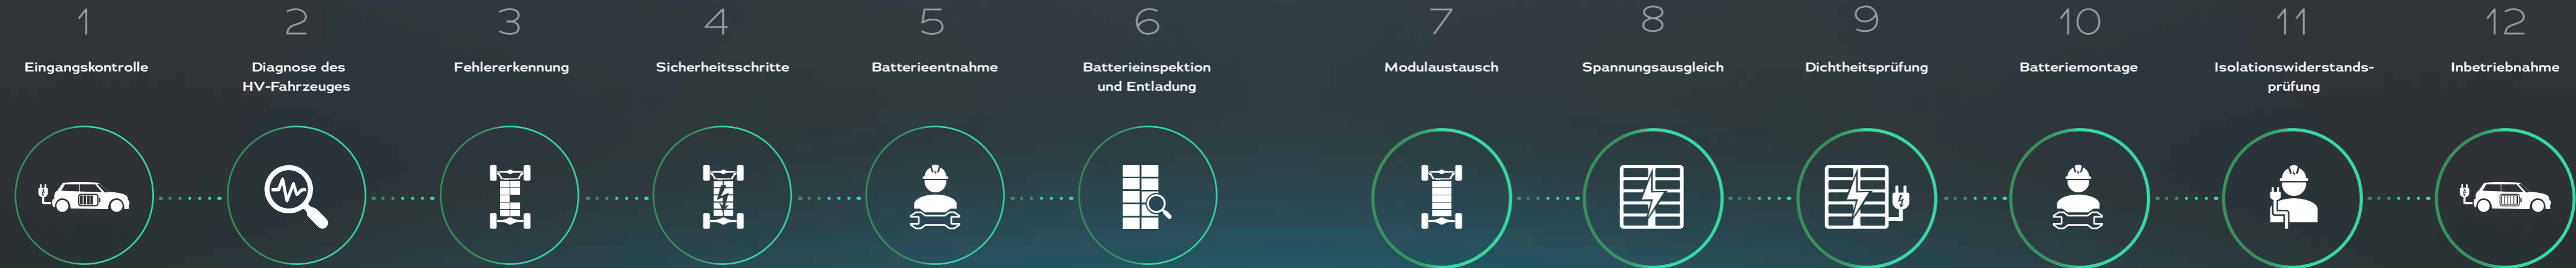 1
Eingangskontrolle
2
Diagnose des
HV-Fahrzeuges
3
Fehlererkennung
4
Sicherheitsschritte
5
Batterieentnahme
6
Batterieinspektion
und Entladung
7
Modulaustausch
8
Spannungsausgleich
9
Dichtheitsprüfung
10
Batteriemontage
11
Isolationswiderstands-
prüfung
12
Inbetriebnahme